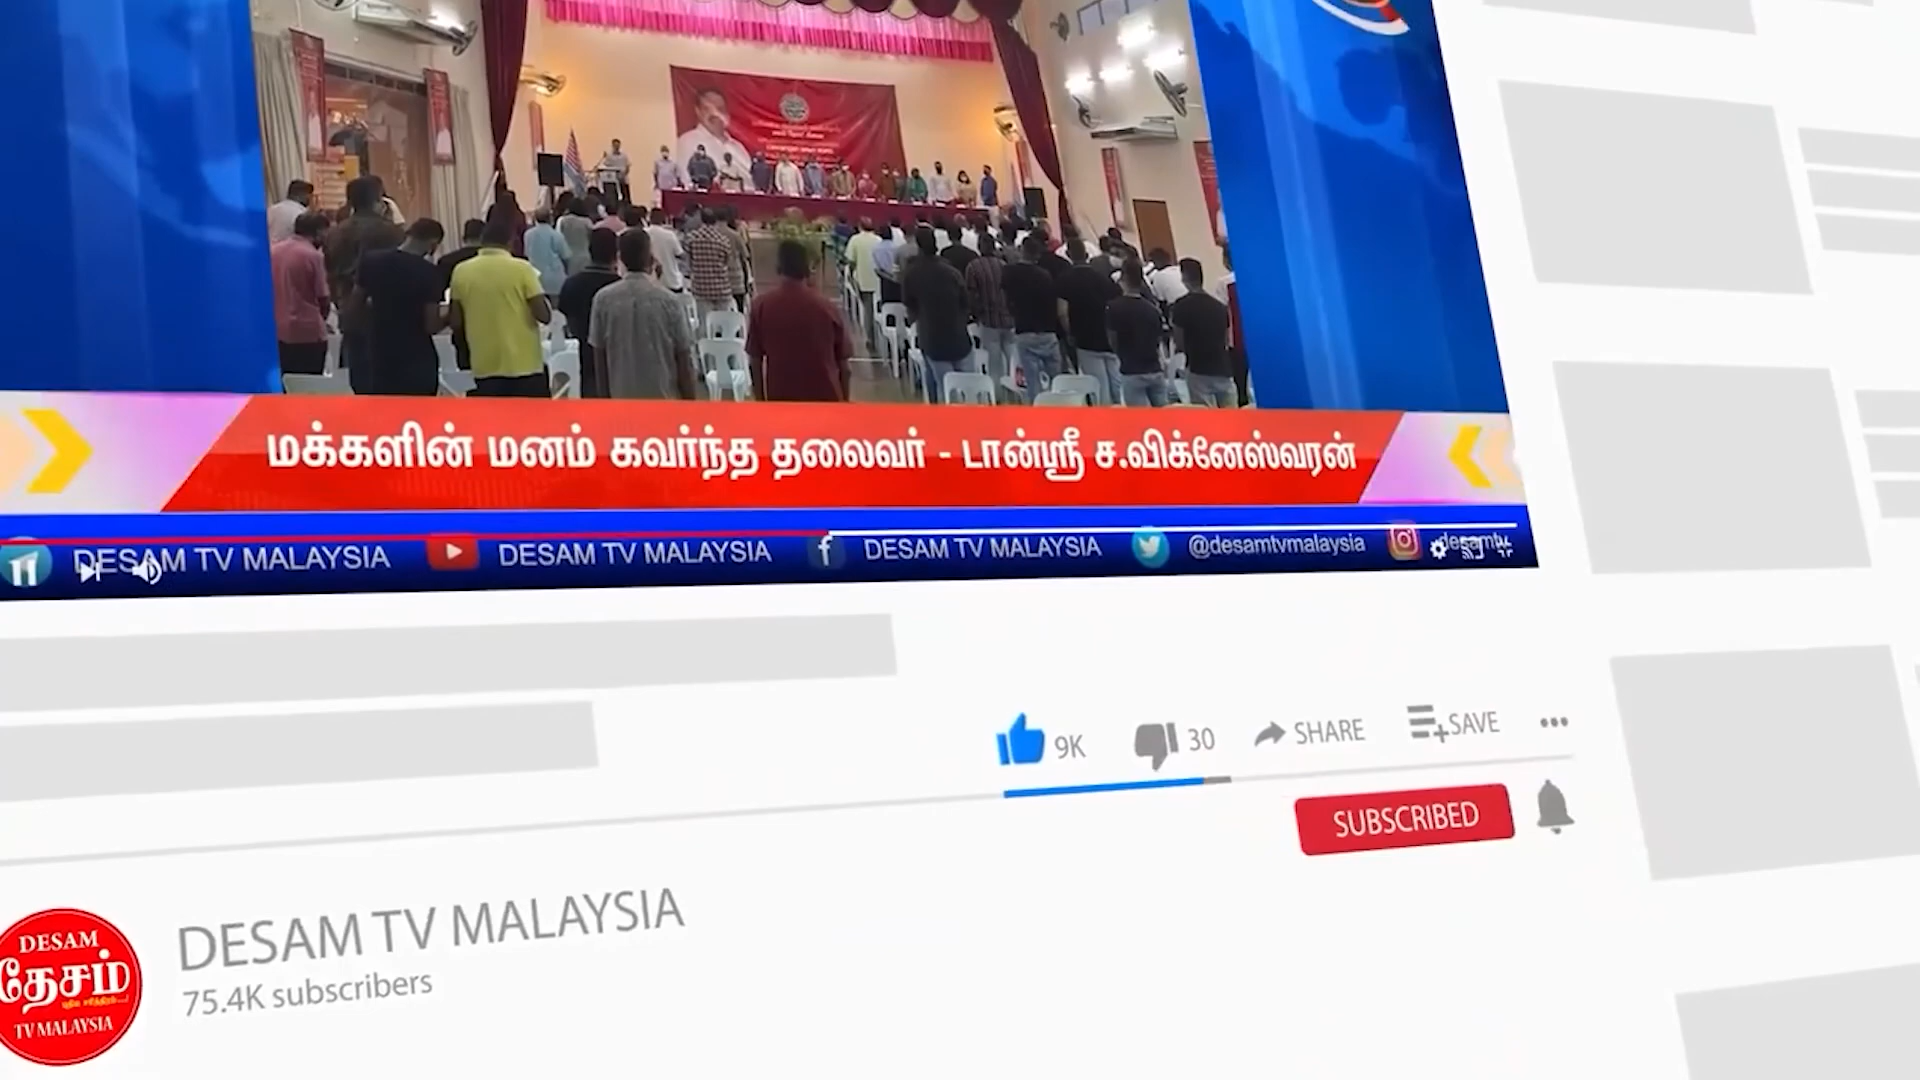 மக்களின் மனம் கவர்ந்த தலைவர் - டான்ஸ்ரீ ச.விக்னேஸ்வரன்
DESAM TV MALAYSIA DESAM TV MALAYSIA DESAM TV MALAYSIA @desamtvmalaysia desamtv
9K 30 SHARE SAVE
SUBSCRIBED
DESAM TV MALAYSIA
75.4K subscribers
DESAM
தேசம்
TV MALAYSIA